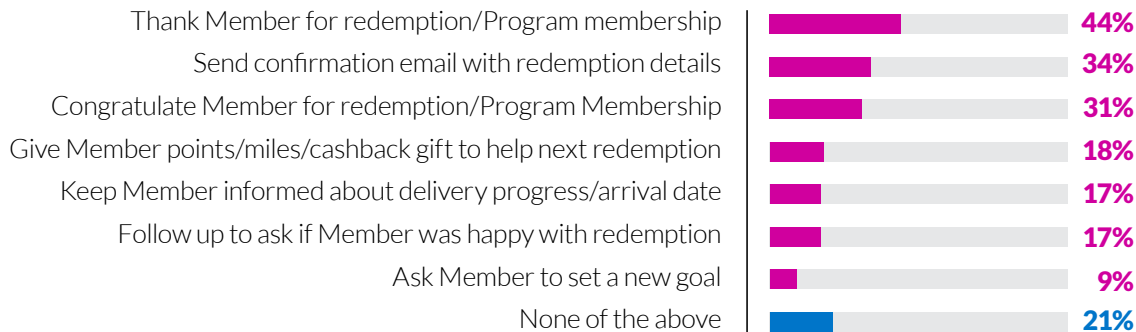 Thank Member for redemption/Program membership 44%
Send confirmation email with redemption details 34%
Congratulate Member for redemption/Program Membership 31%
Give Member points/miles/cashback gift to help next redemption 18%
Keep Member informed about delivery progress/arrival date 17%
Follow up to ask if Member was happy with redemption 17%
Ask Member to set a new goal 9%
None of the above 21%